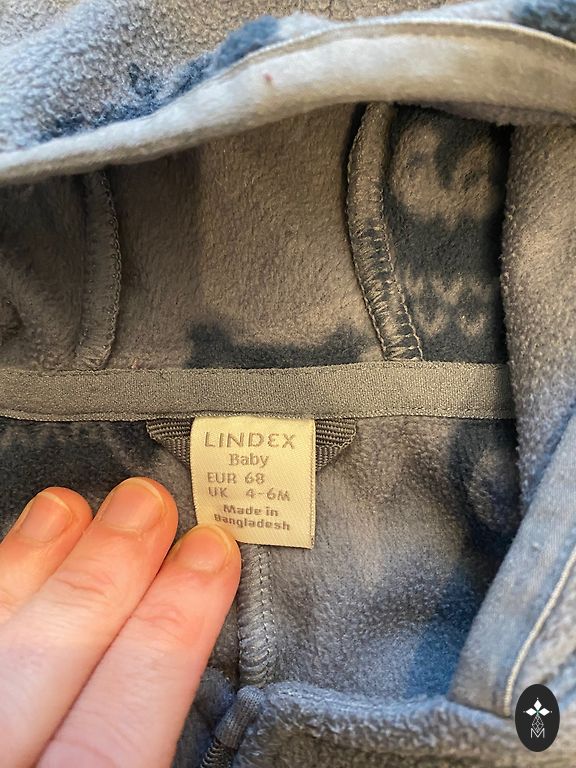 LINDEX
Baby
EUR 68
UK 4-6M
Made in
Bangladesh